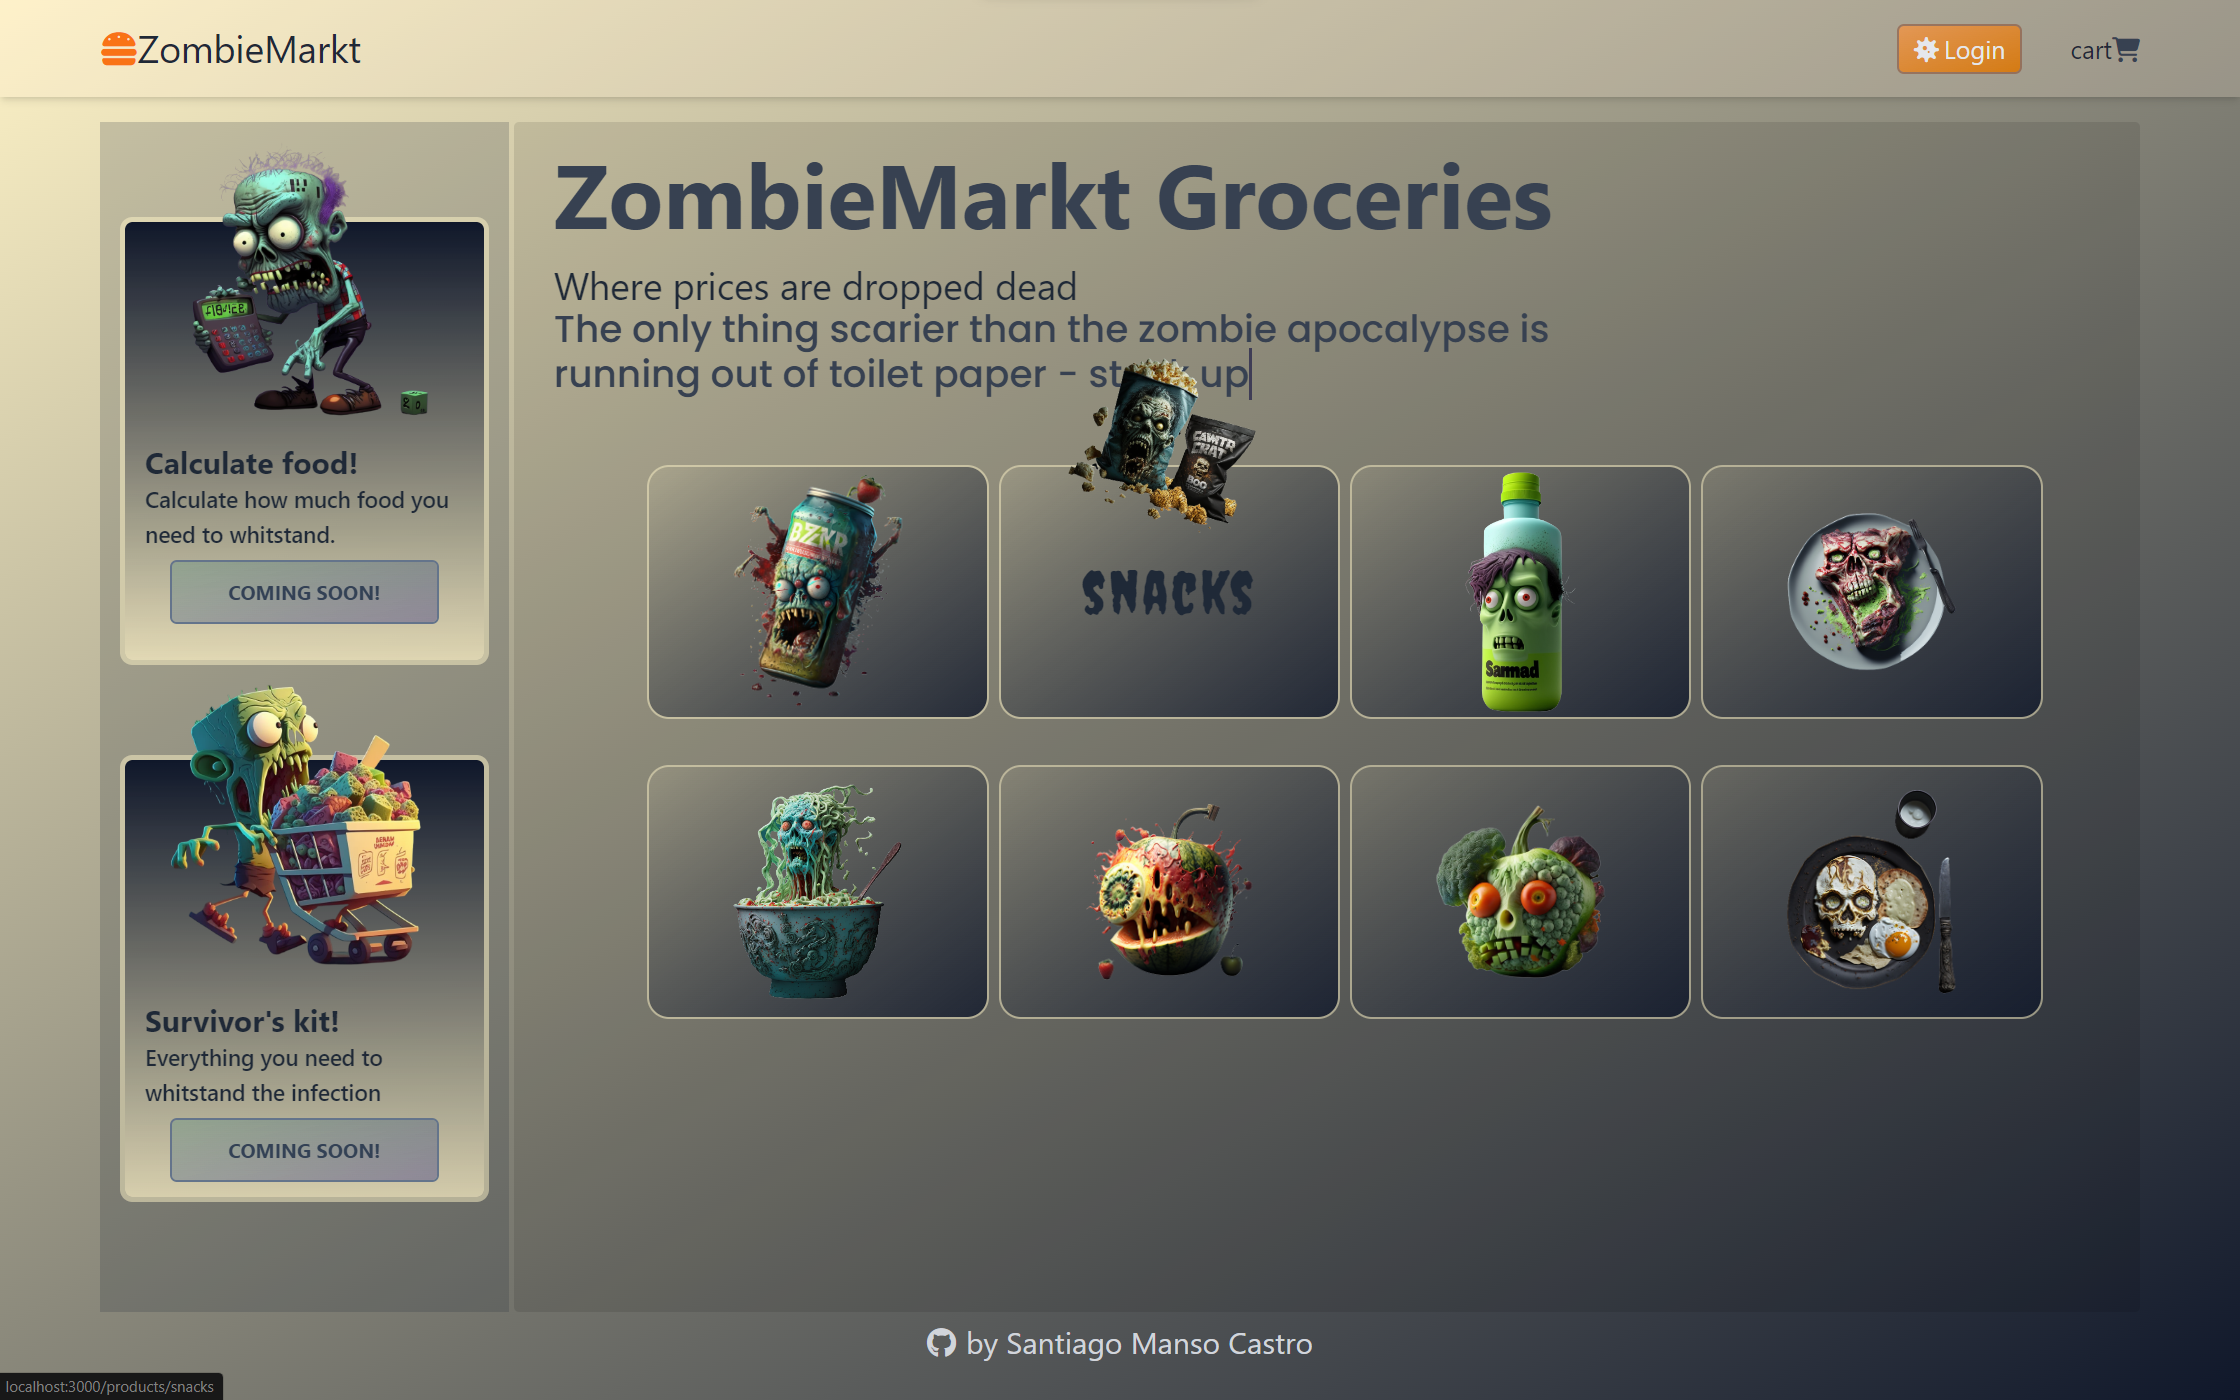 ZombieMarkt
Login
cart
ZombieMarkt Groceries
Where prices are dropped dead
The only thing scarier than the zombie apocalypse is
running out of toilet paper - up
Calculate food!
Calculate how much food you
need to whitstand.
COMING SOON!
SNACKS
Sannad
Survivor's kit!
Everything you need to
whitstand the infection
COMING SOON!
by Santiago Manso Castro
localhost:3000/products/snacks